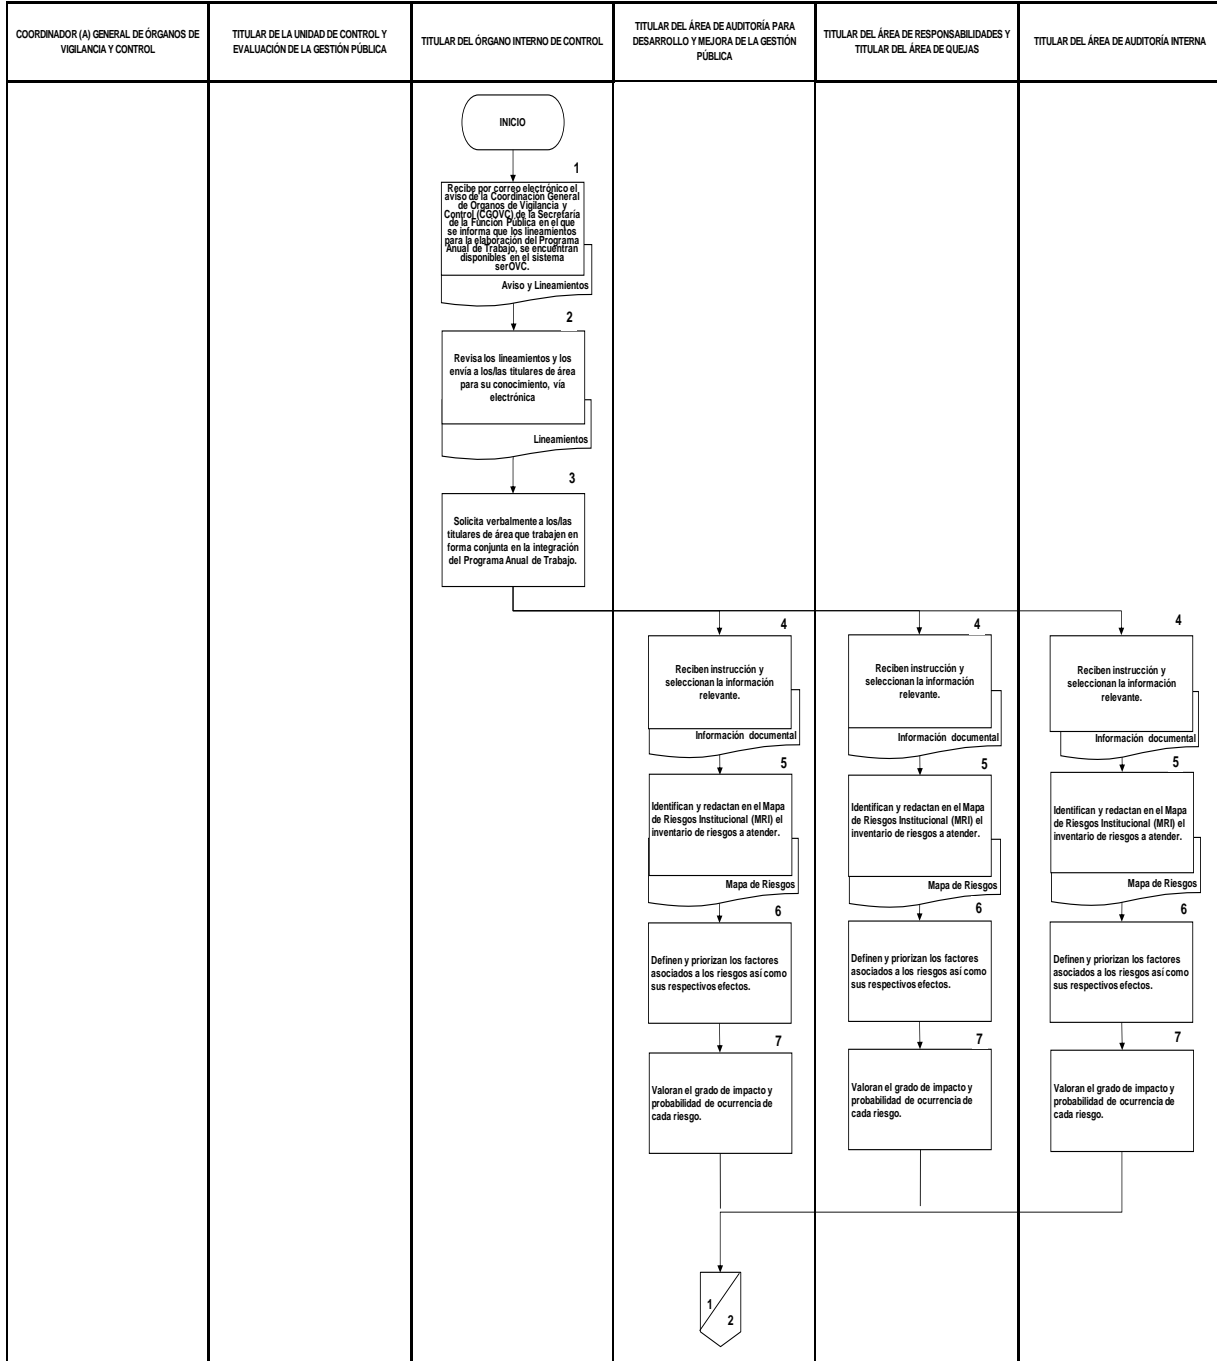 COORDINADOR (A) GENERAL DE ÓRGANOS DE
VIGILANCIA Y CONTROL
TITULAR DE LA UNIDAD DE CONTROL Y
EVALUACIÓN DE LA GESTIÓN PÚBLICA
TITULAR DEL ÓRGANO INTERNO DE CONTROL
TITULAR DEL ÁREA DE AUDITORÍA PARA
DESARROLLO Y MEJORA DE LA GESTIÓN
PÚBLICA
TITULAR DEL ÁREA DE RESPONSABILIDADES Y
TITULAR DEL ÁREA DE QUEJAS
TITULAR DEL ÁREA DE AUDITORÍA INTERNA
INICIO
1
Recibe por correo electrónico el
aviso de la Coordinación General
de Órganos de Vigilancia y
Control (CGOVC) de la Secretaría
de la Función Pública en el que
se informa que los lineamientos
para la elaboración del Programa
Anual de Trabajo, se encuentran
disponibles en el sistema
serOVC.
Aviso y Lineamientos
2
Revisa los lineamientos y los
envía a los/las titulares de área
para su conocimiento, vía
electrónica
Lineamientos
3
Solicita verbalmente a los/las
titulares de área que trabajen en
forma conjunta en la integración
del Programa Anual de Trabajo.
4
Reciben instrucción y
seleccionan la información
relevante.
Información documental
5
Identifican y redactan en el Mapa
de Riesgos Institucional (MRI) el
inventario de riesgos a atender.
Mapa de Riesgos
6
Definen y priorizan los factores
asociados a los riesgos así como
sus respectivos efectos.
7
Valoran el grado de impacto y
probabilidad de ocurrencia de
cada riesgo.
4
Reciben instrucción y
seleccionan la información
relevante.
Información documental
5
Identifican y redactan en el Mapa
de Riesgos Institucional (MRI) el
inventario de riesgos a atender.
Mapa de Riesgos
6
Definen y priorizan los factores
asociados a los riesgos así como
sus respectivos efectos.
7
Valoran el grado de impacto y
probabilidad de ocurrencia de
cada riesgo.
4
Reciben instrucción y
seleccionan la información
relevante.
Información documental
5
Identifican y redactan en el Mapa
de Riesgos Institucional (MRI) el
inventario de riesgos a atender.
Mapa de Riesgos
6
Definen y priorizan los factores
asociados a los riesgos así como
sus respectivos efectos.
7
Valoran el grado de impacto y
probabilidad de ocurrencia de
cada riesgo.
1
2